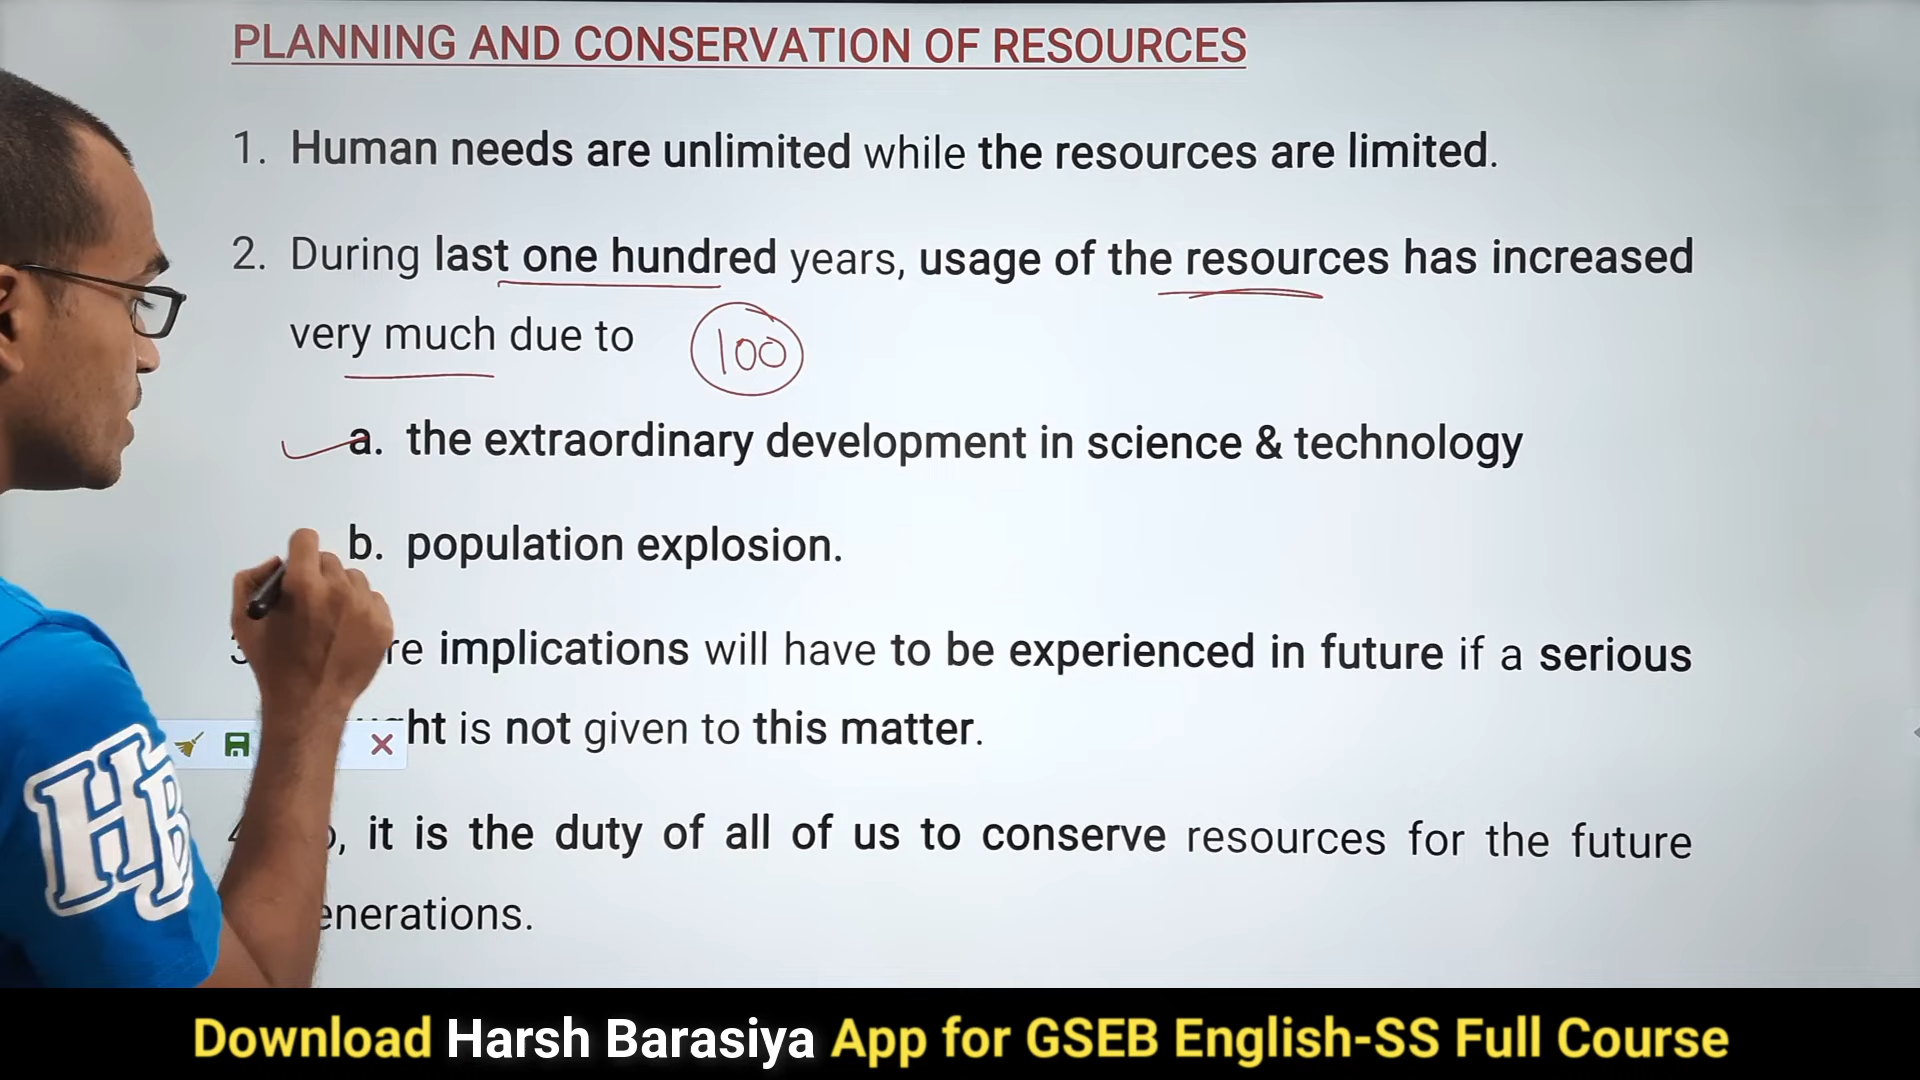 PLANNING AND CONSERVATION OF RESOURCES
1. Human needs are unlimited while the resources are limited.
2. During last one hundred years, usage of the resources has increased
very much due to
100
a. the extraordinary development in science & technology
b. population explosion.
implications will have to be experienced in future if a serious
is not given to this matter.
it is the duty of all of us to conserve resources for the future
HB
Download Harsh Barasiya App for GSEB English-SS Full Course